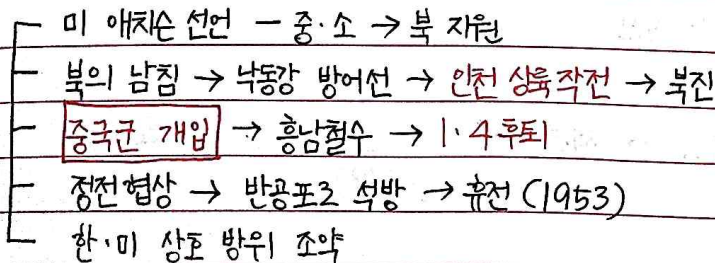 미 애치슨 선언 - 중·소 → 북 지원
북의 남침 → 낙동강 방어선 → 인천 상륙작전 → 북진
중국군 개입 → 흥남철수 → 1·4후퇴
정전협상 → 반공포로 석방 → 휴전 (1953)
한·미 상호 방위 조약